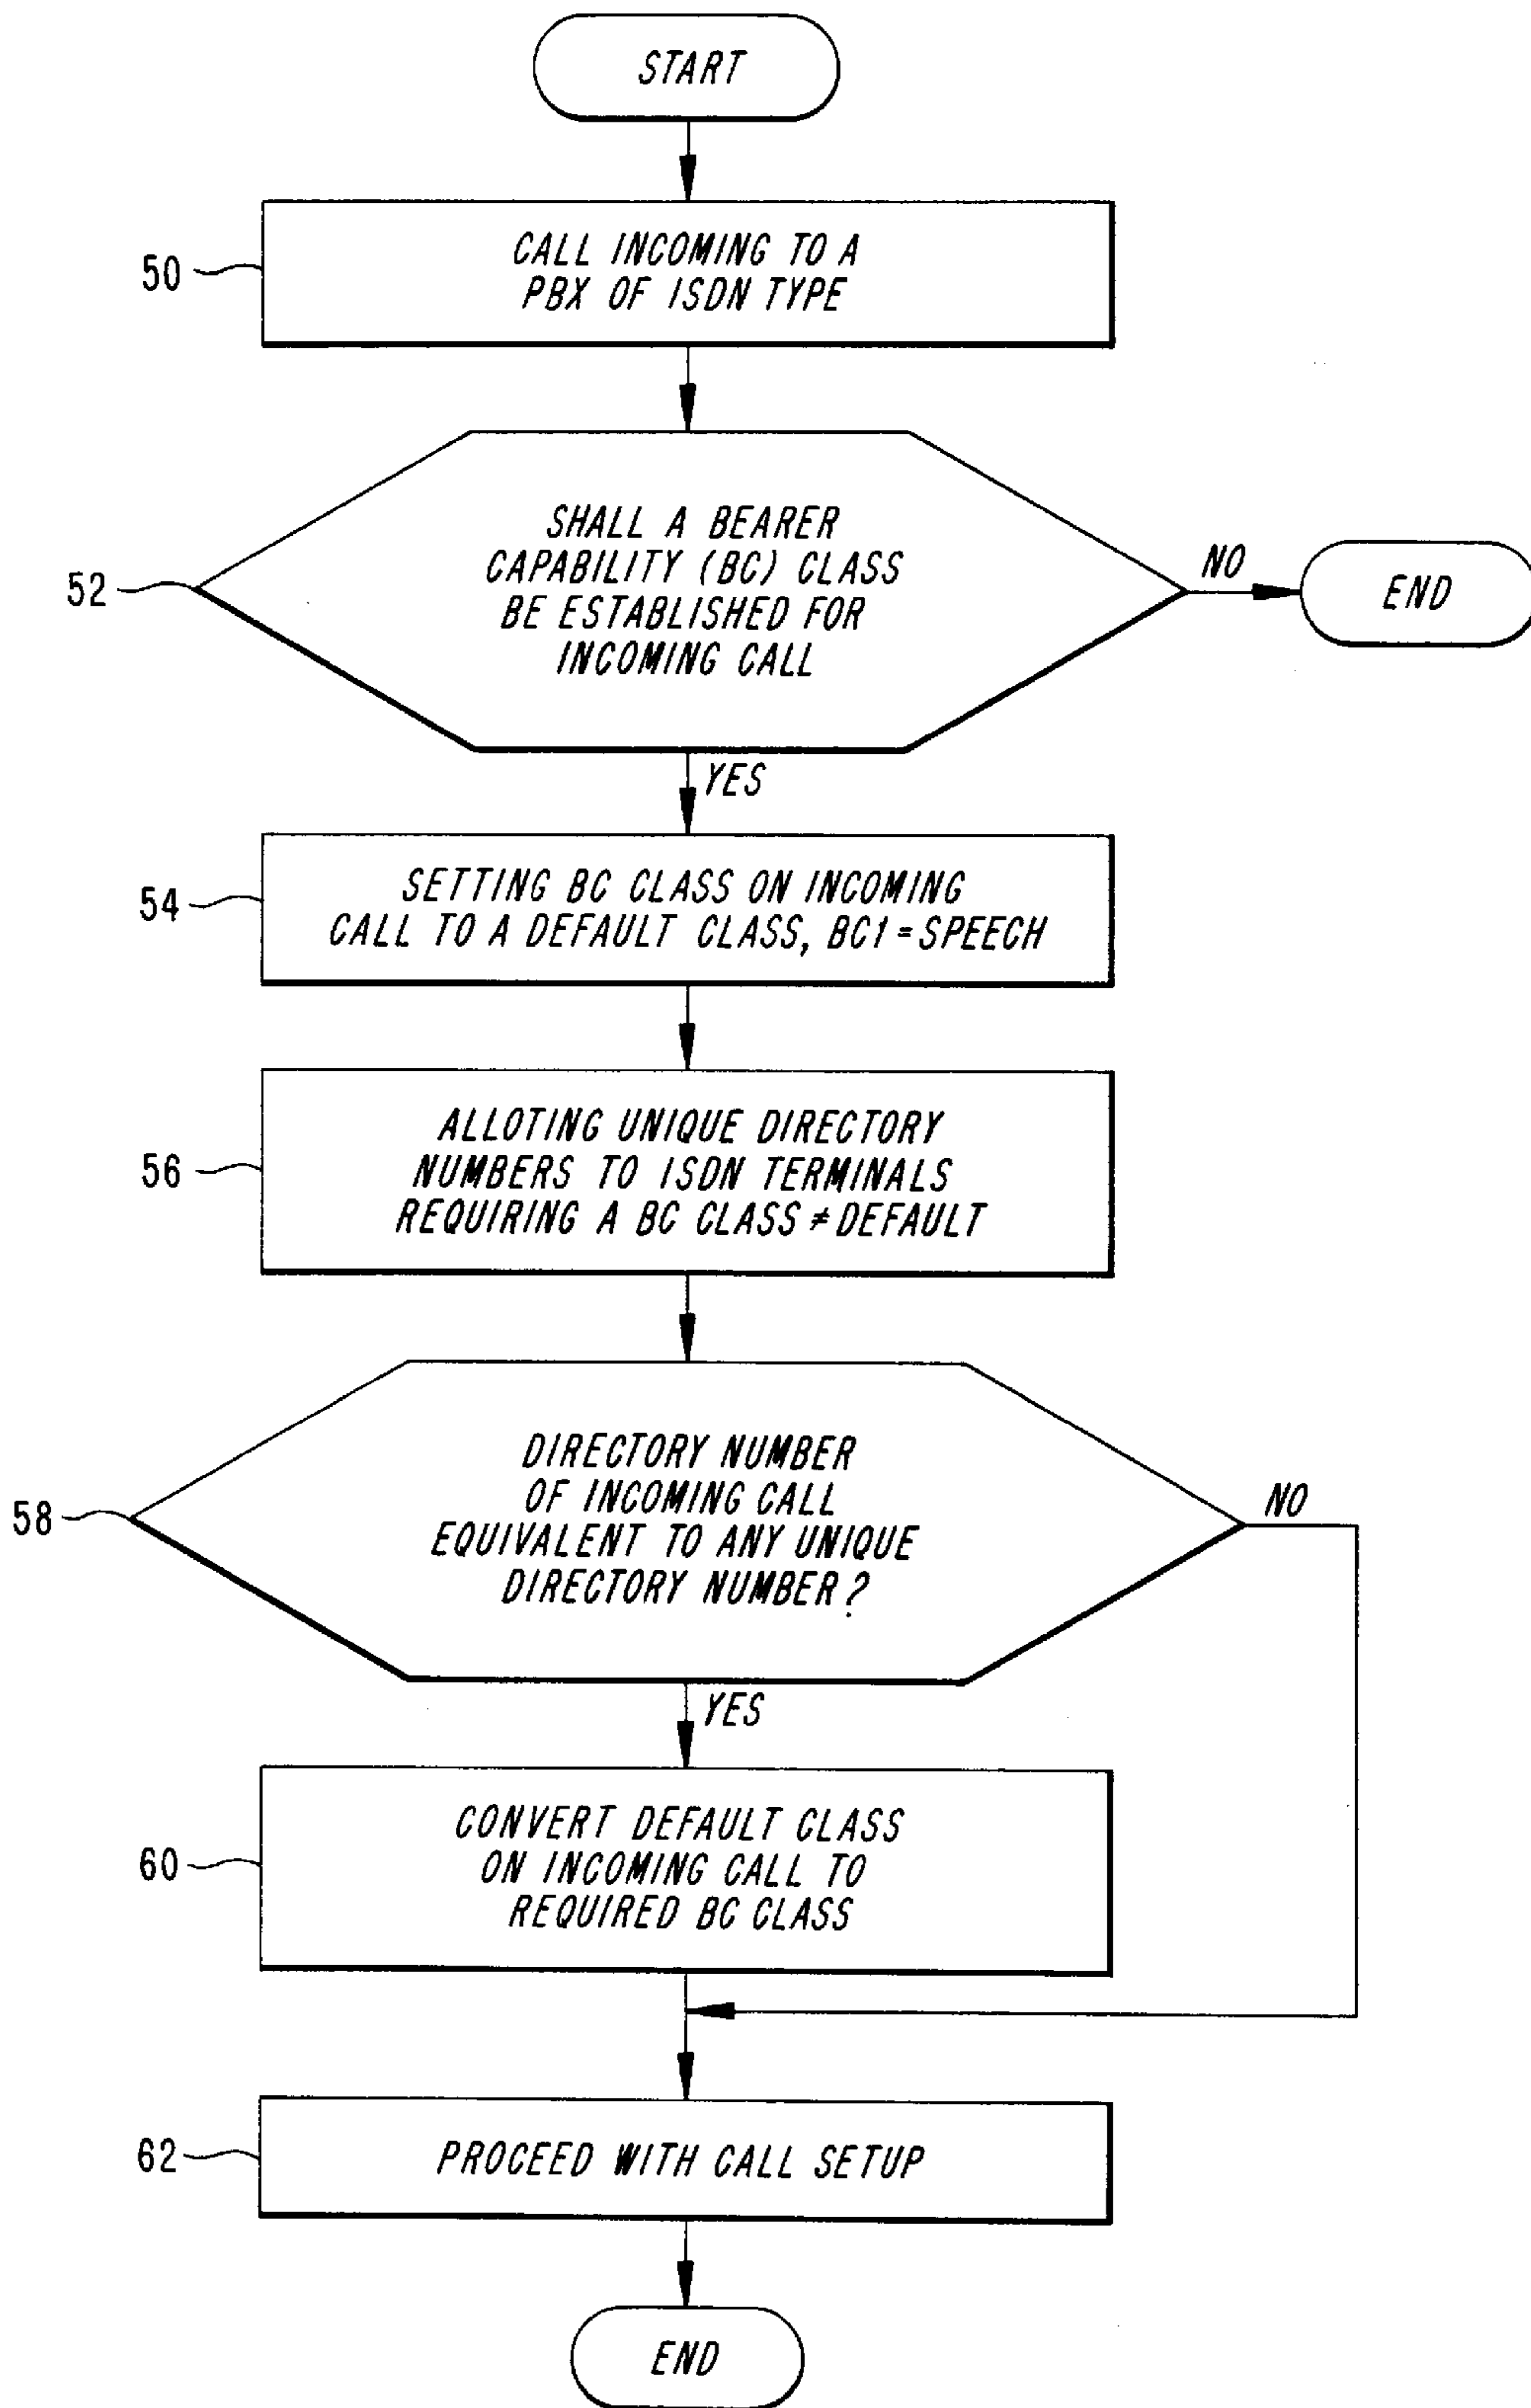 START
50
CALL INCOMING TO A
PBX OF ISDN TYPE
52
SHALL A BEARER
CAPABILITY (BC) CLASS
BE ESTABLISHED FOR
INCOMING CALL
NO
END
YES
54
SETTING BC CLASS ON INCOMING
CALL TO A DEFAULT CLASS, BC1 = SPEECH
56
ALLOTING UNIQUE DIRECTORY
NUMBERS TO ISDN TERMINALS
REQUIRING A BC CLASS ≠ DEFAULT
58
DIRECTORY NUMBER
OF INCOMING CALL
EQUIVALENT TO ANY UNIQUE
DIRECTORY NUMBER?
NO
YES
60
CONVERT DEFAULT CLASS
ON INCOMING CALL TO
REQUIRED BC CLASS
62
PROCEED WITH CALL SETUP
END